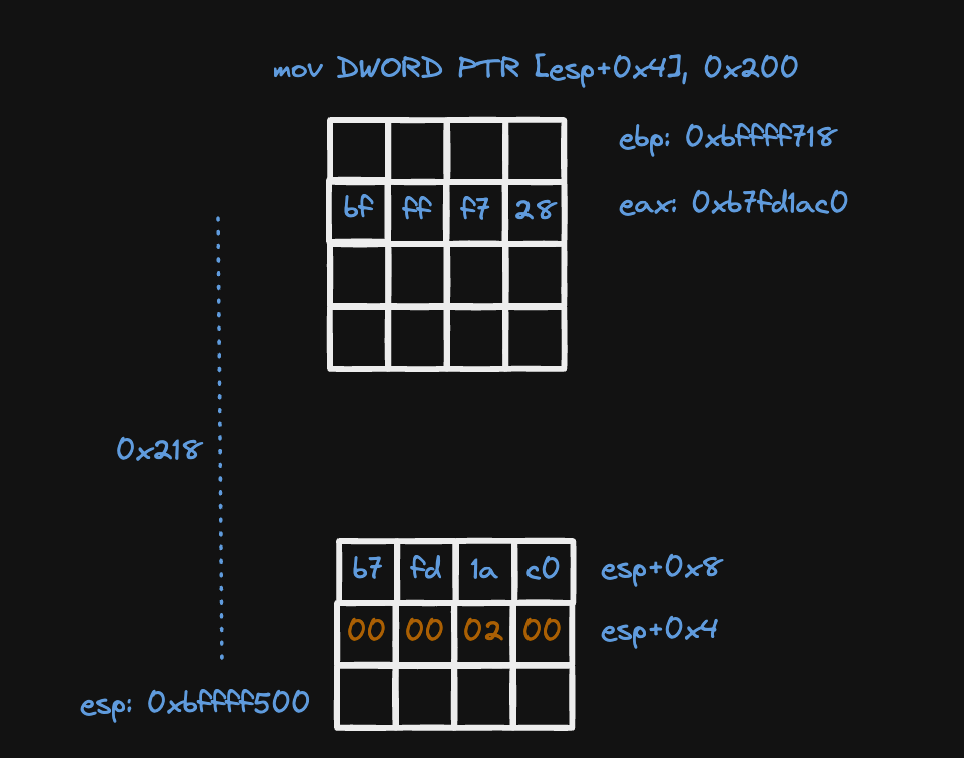 mov DWORD PTR [esp+0x4], 0x200
ebp: 0xbffff718
bf ff f7 28
eax: 0xb7fd1ac0
0x218
b7 fd 1a c0
esp+0x8
00 00 02 00
esp+0x4
esp: 0xbffff500